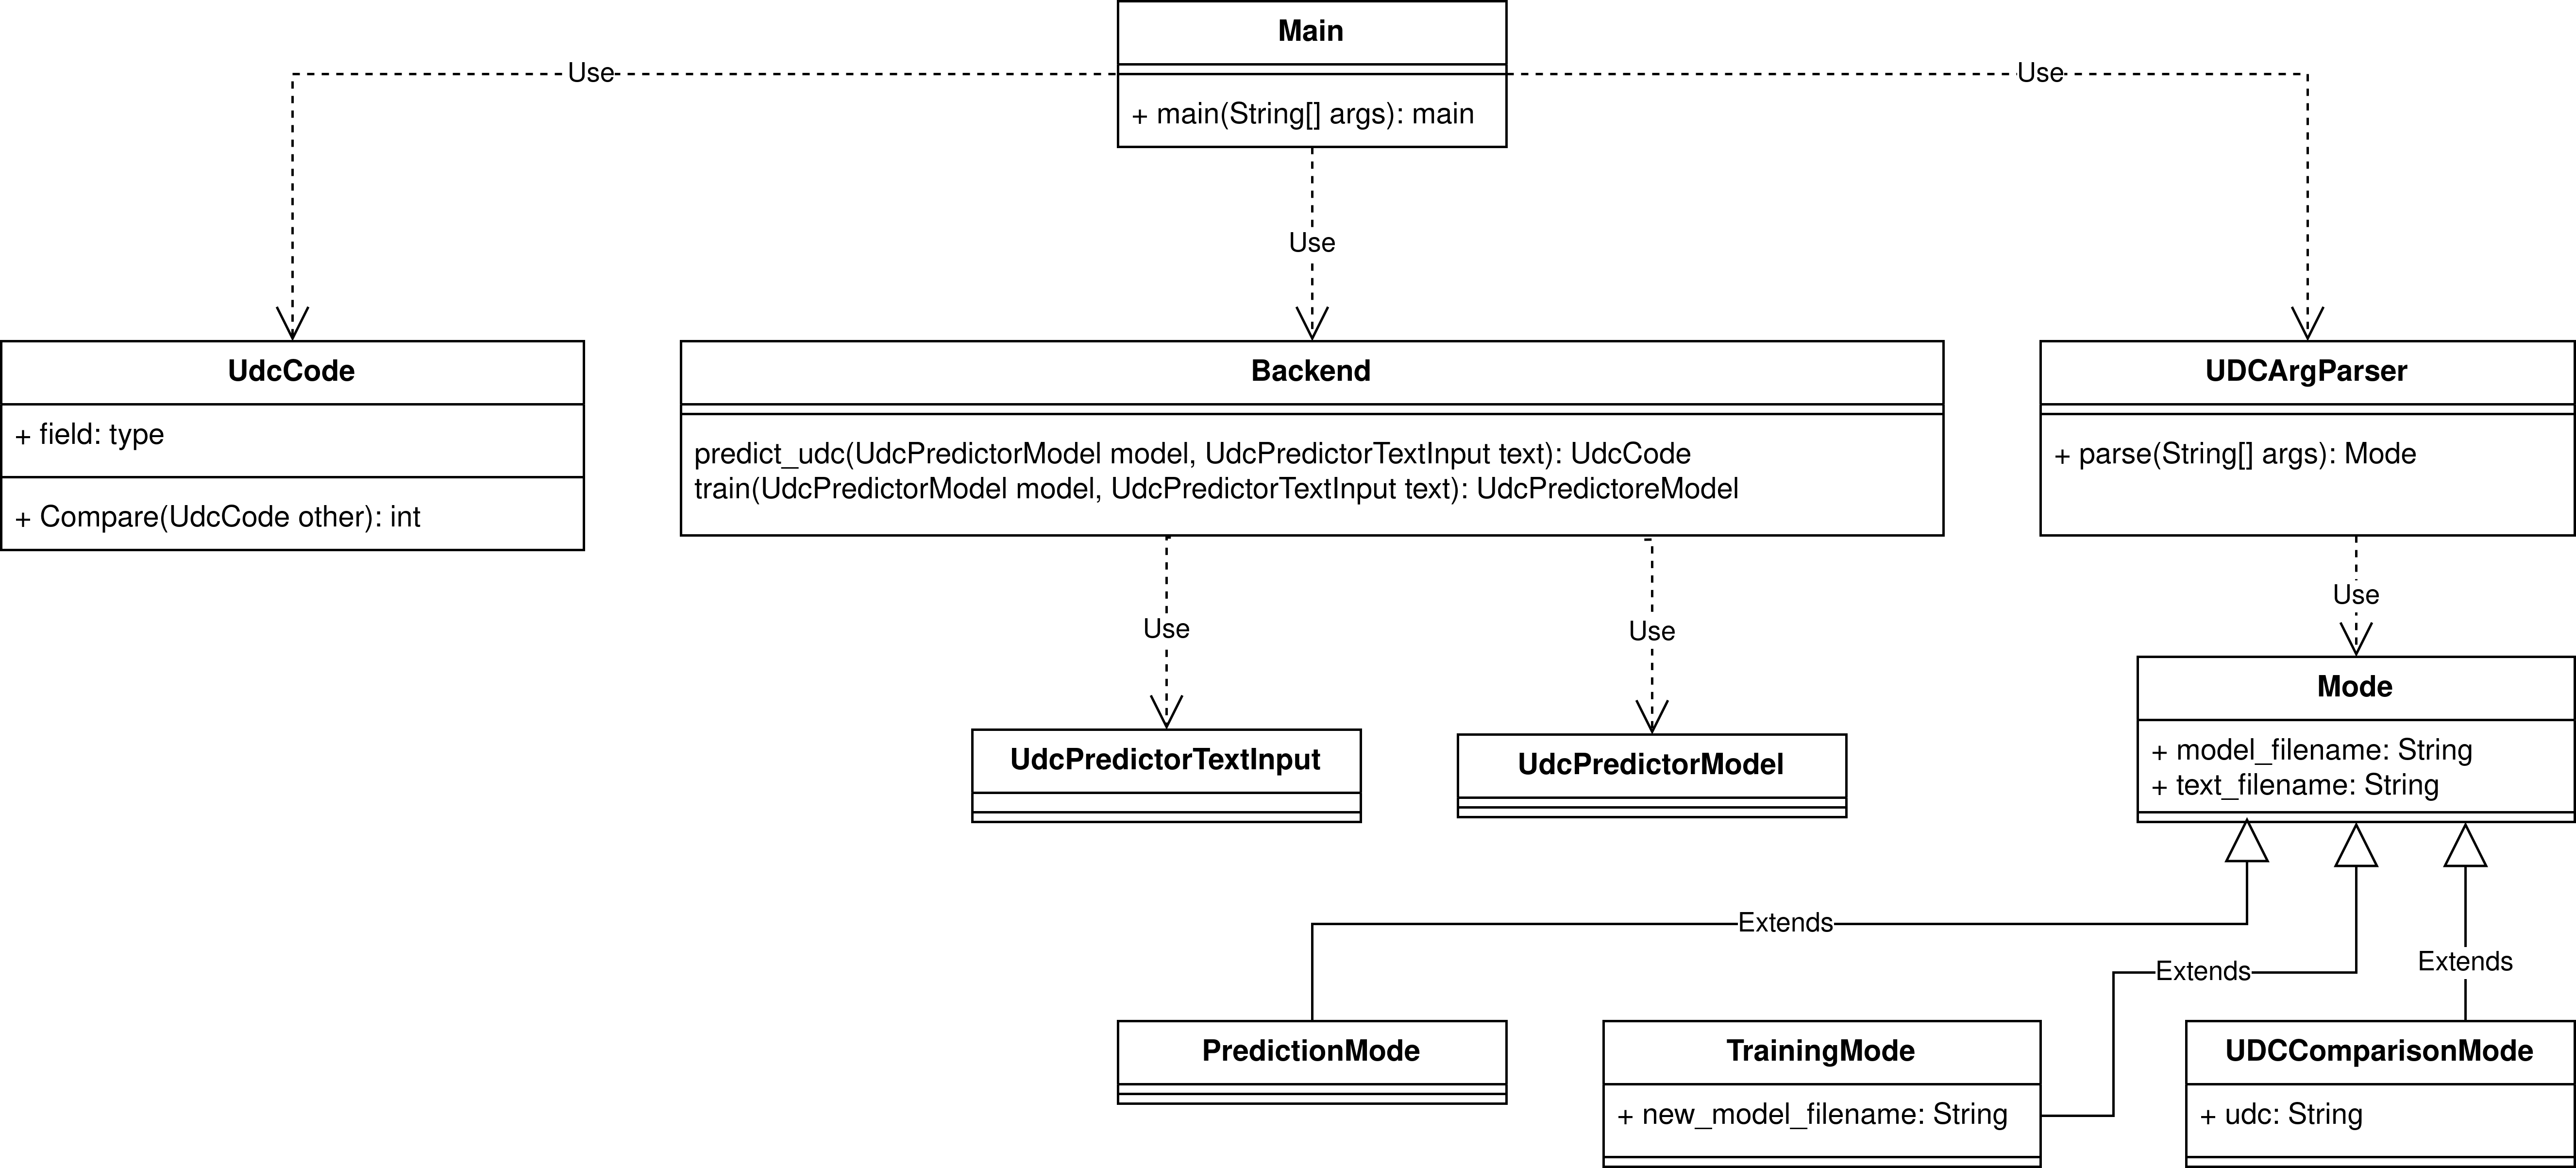 Main
+ main(String[] args): main
Use
Use
Use
UdcCode
+ field: type
+ Compare(UdcCode other): int
Backend
predict_udc(UdcPredictorModel model, UdcPredictorTextInput text): UdcCode
train(UdcPredictorModel model, UdcPredictorTextInput text): UdcPredictoreModel
UDCArgParser
+ parse(String[] args): Mode
Use
Use
Use
UdcPredictorTextInput
UdcPredictorModel
Mode
+ model_filename: String
+ text_filename: String
Extends
Extends
Extends
PredictionMode
TrainingMode
+ new_model_filename: String
UDCComparisonMode
+ udc: String